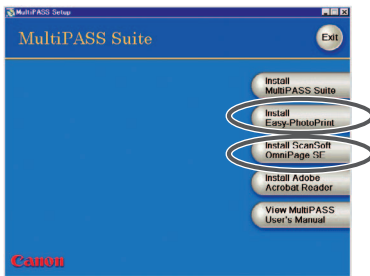 MultiPASS Setup
MultiPASS Suite
Exit
Install
MultiPASS Suite
Install
Easy-PhotoPrint
Install ScanSoft
OmniPage SE
Install Adobe
Acrobat Reader
View MultiPASS
User's Manual
Canon